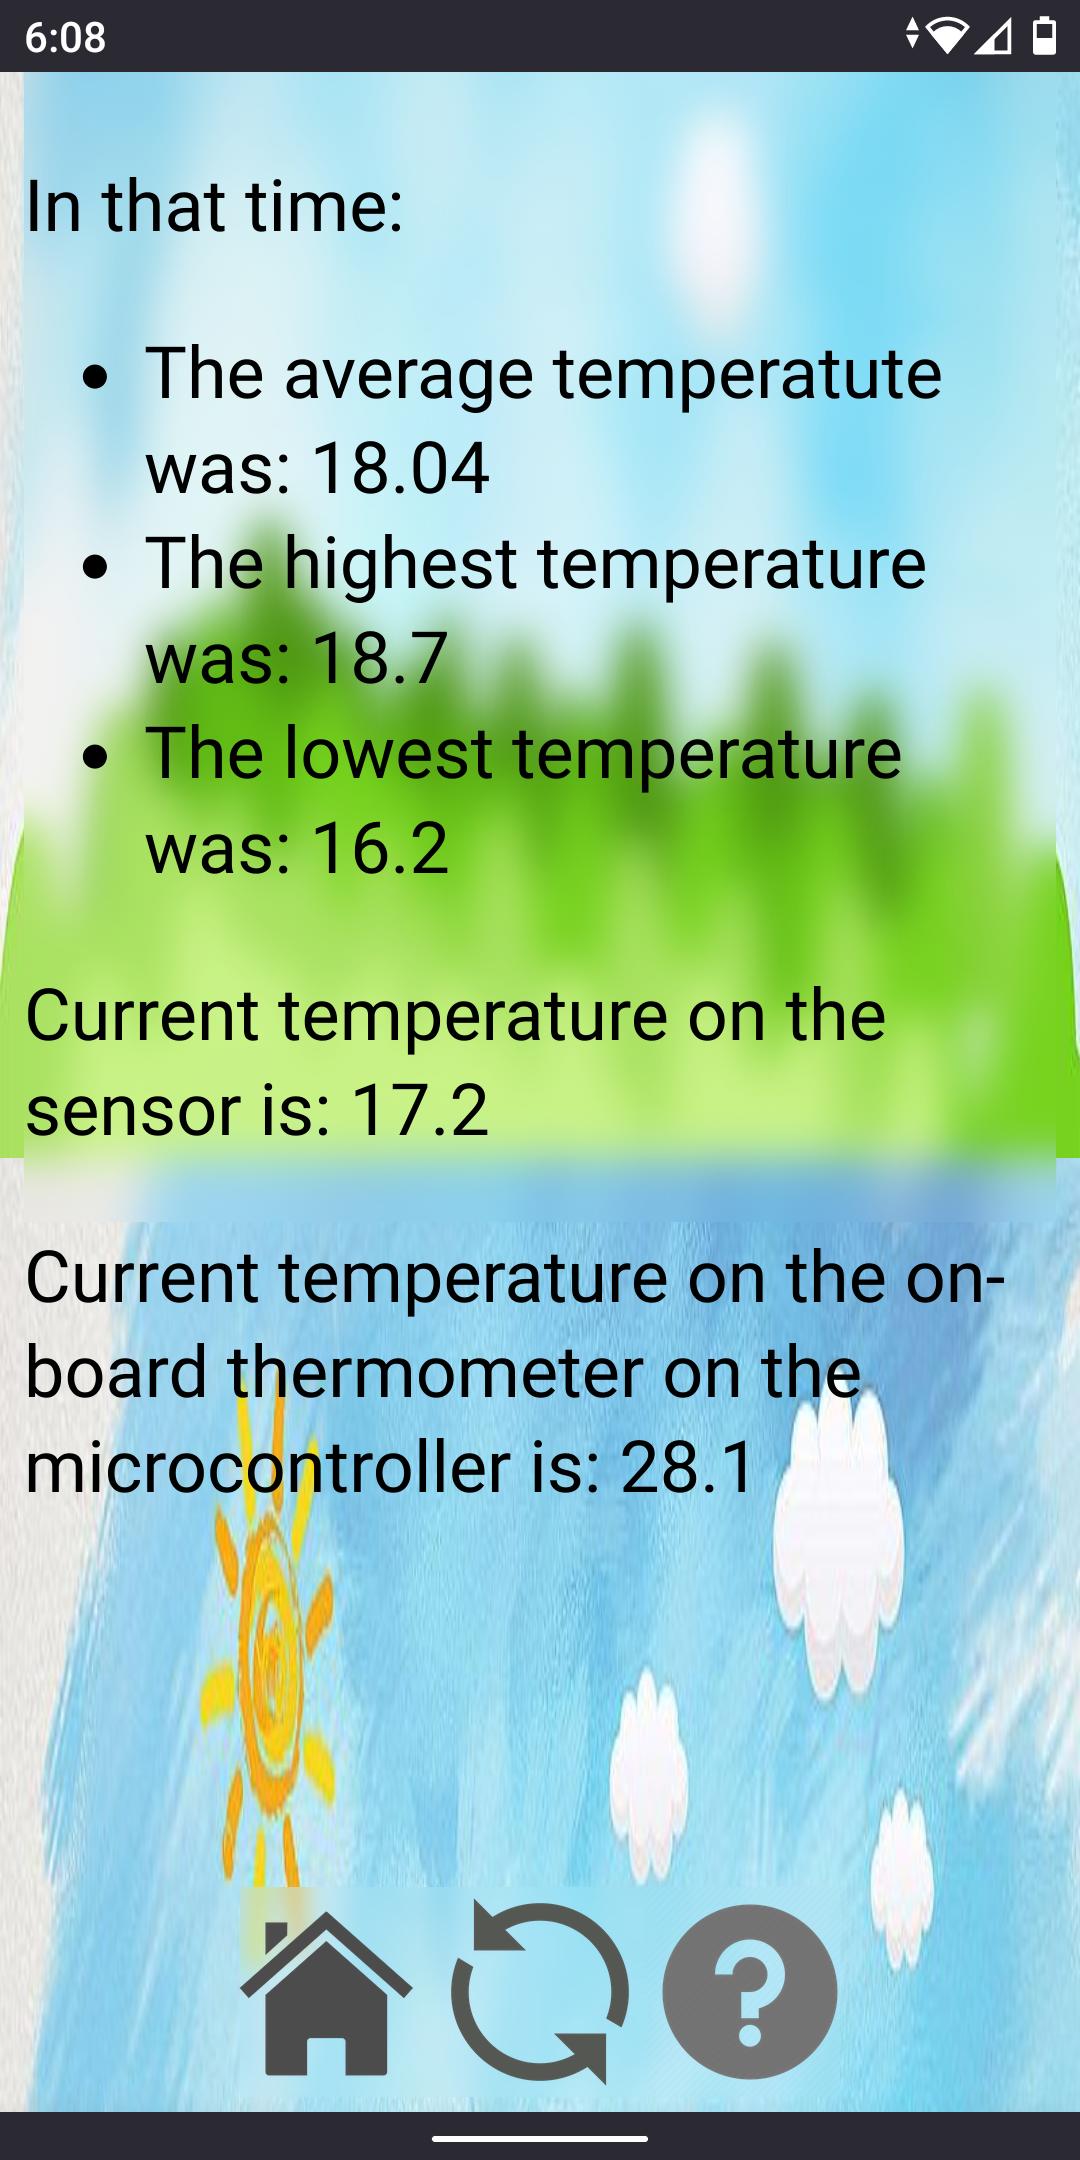 6:08
In that time:
• The average temperatute
was: 18.04
• The highest temperature
was: 18.7
• The lowest temperature
was: 16.2
Current temperature on the
sensor is: 17.2
Current temperature on the on-
board thermometer on the
microcontroller is: 28.1
?